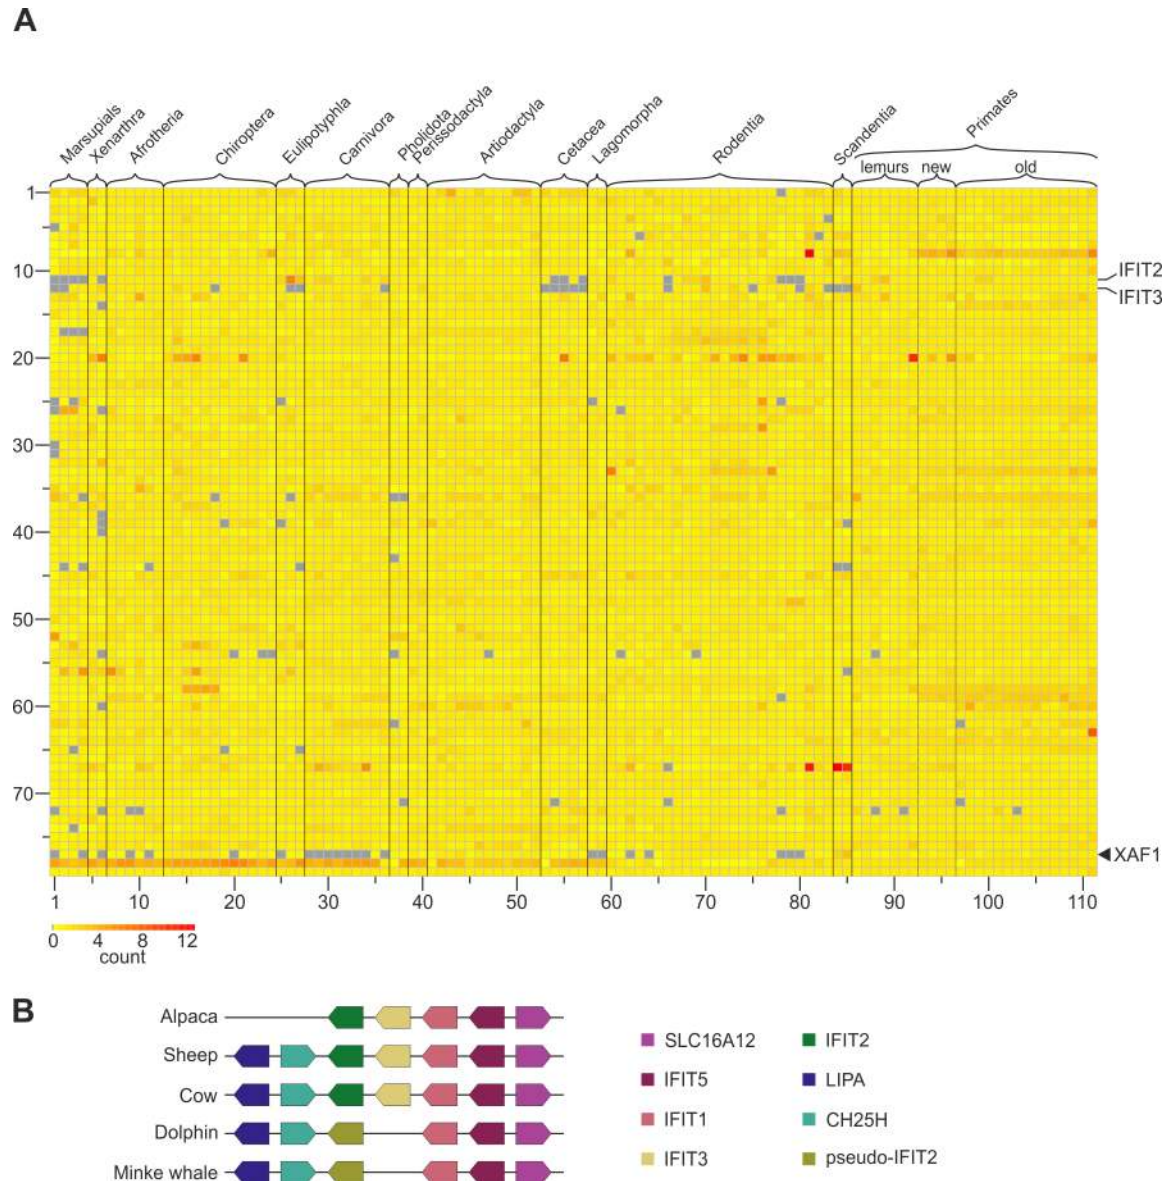 A
Marsupials
Xenarthra
Afrotheria
Chiroptera
Eulipotyphla
Carnivora
Pholidota
Perissodactyla
Artiodactyla
Cetacea
Lagomorpha
Rodentia
Scandentia
Primates
lemurs new old
1
10
20
30
40
50
60
70
IFIT2
IFIT3
XAF1
1 10 20 30 40 50 60 70 80 90 100 110
0 4 8 12
count
B
Alpaca
Sheep
Cow
Dolphin
Minke whale
SLC16A12 IFIT2
IFIT5 LIPA
IFIT1 CH25H
IFIT3 pseudo-IFIT2